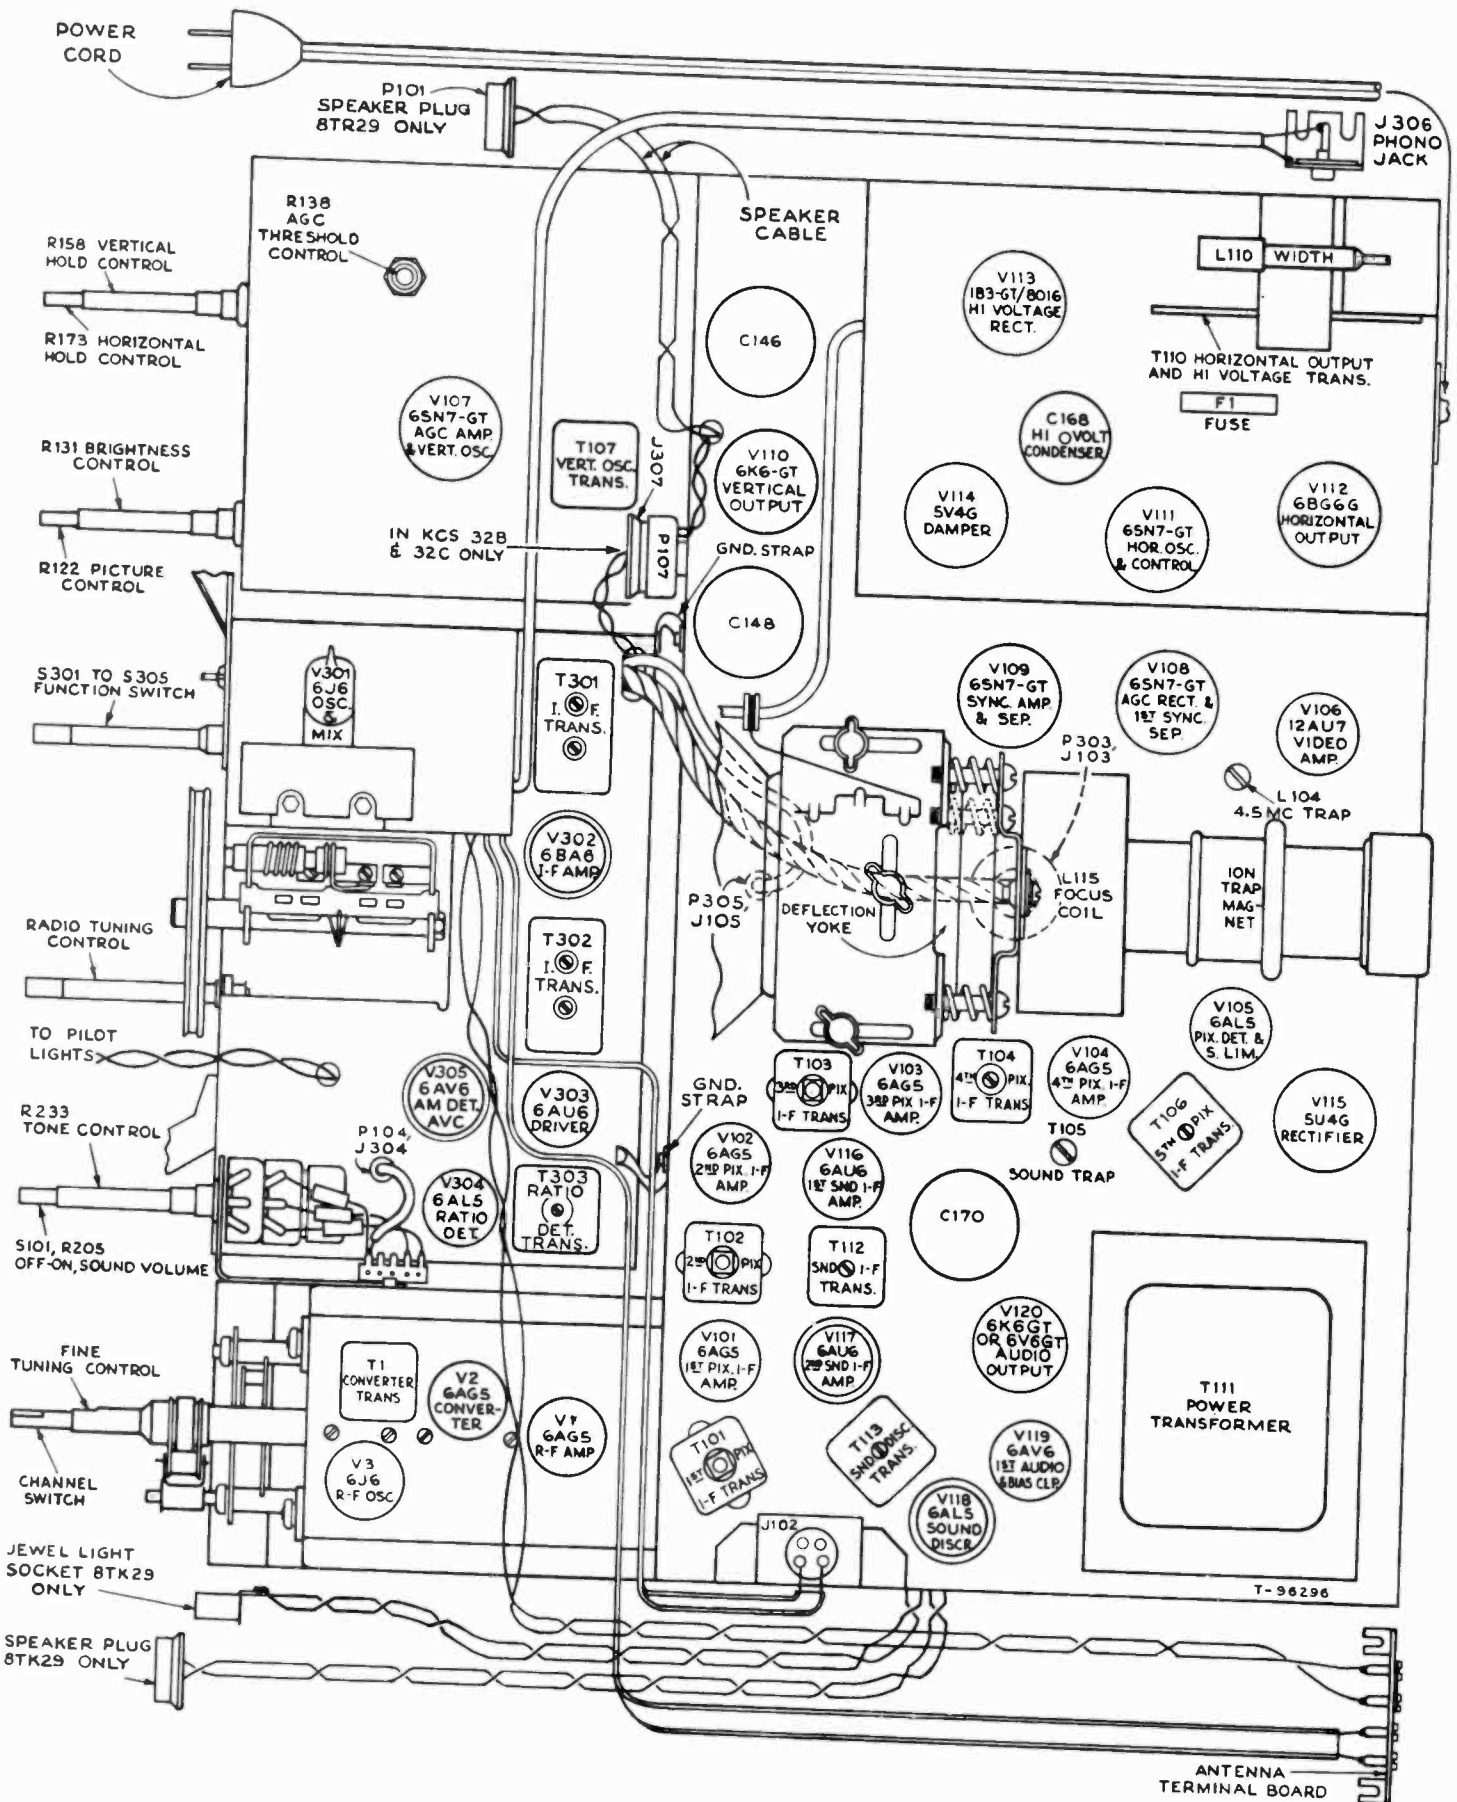 POWER
CORD
P101
SPEAKER PLUG
8TR29 ONLY
J306
PHONO
JACK
R138
AGC
THRESHOLD
CONTROL
SPEAKER
CABLE
R158 VERTICAL
HOLD CONTROL
R173 HORIZONTAL
HOLD CONTROL
V113
1B3-GT/8016
HI VOLTAGE
RECT.
L110 WIDTH
C146
T110 HORIZONTAL OUTPUT
AND HI VOLTAGE TRANS.
F1
FUSE
V107
6SN7-GT
AGC AMP.
& VERT. OSC.
T107
VERT. OSC.
TRANS.
J307
V110
6K6-GT
VERTICAL
OUTPUT
C168
HI VOLT
CONDENSER
R131 BRIGHTNESS
CONTROL
V114
5V4G
DAMPER
V111
6SN7-GT
HOR. OSC.
& CONTROL
V112
6BG6G
HORIZONTAL
OUTPUT
IN KCS 32B
& 32C ONLY
P107
GND. STRAP
R122 PICTURE
CONTROL
C148
S301 TO S305
FUNCTION SWITCH
V301
6J6
OSC.
&
MIX
T301
I. F.
TRANS.
V109
6SN7-GT
SYNC. AMP.
& SEP.
V108
6SN7-GT
AGC RECT. &
1ST SYNC.
SEP.
V106
12AU7
VIDEO
AMP.
P303,
J103
L104
4.5 MC TRAP
V302
6BA6
I-F AMP.
P305,
J105
DEFLECTION
YOKE
L115
FOCUS
COIL
ION
TRAP
MAG-
NET
RADIO TUNING
CONTROL
T302
I. F.
TRANS.
TO PILOT
LIGHTS
V105
6AL5
PIX. DET. &
S. LIM.
V305
6AV6
AM DET.
AVC
V303
6AU6
DRIVER
GND.
STRAP
T103
3RD PIX
I-F TRANS
V103
6AG5
3RD PIX I-F
AMP.
T104
4TH PIX.
I-F TRANS
V104
6AG5
4TH PIX. I-F
AMP.
T106
5TH PIX
I-F TRANS.
V115
5U4G
RECTIFIER
R233
TONE CONTROL
P104,
J304
T105
SOUND TRAP
V102
6AG5
2ND PIX. I-F
AMP.
V116
6AU6
1ST SND I-F
AMP.
V304
6AL5
RATIO
DET.
T303
RATIO
DET.
TRANS.
C170
S101, R205
OFF-ON, SOUND VOLUME
T102
2ND PIX
I-F TRANS
T112
SND I-F
TRANS.
FINE
TUNING CONTROL
T1
CONVERTER
TRANS
V2
6AG5
CONVER-
TER
V1
6AG5
R-F AMP
V101
6AG5
1ST PIX. I-F
AMP.
V117
6AU6
2ND SND I-F
AMP.
V120
6K6GT
OR 6V6GT
AUDIO
OUTPUT
T111
POWER
TRANSFORMER
CHANNEL
SWITCH
V3
6J6
R-F OSC
T101
1ST PIX
I-F TRANS
T113
SND DISC.
TRANS.
V119
6AV6
1ST AUDIO
& BIAS CLP.
V118
6AL5
SOUND
DISCR.
J102
JEWEL LIGHT
SOCKET 8TK29
ONLY
T-96296
SPEAKER PLUG
8TK29 ONLY
ANTENNA
TERMINAL BOARD